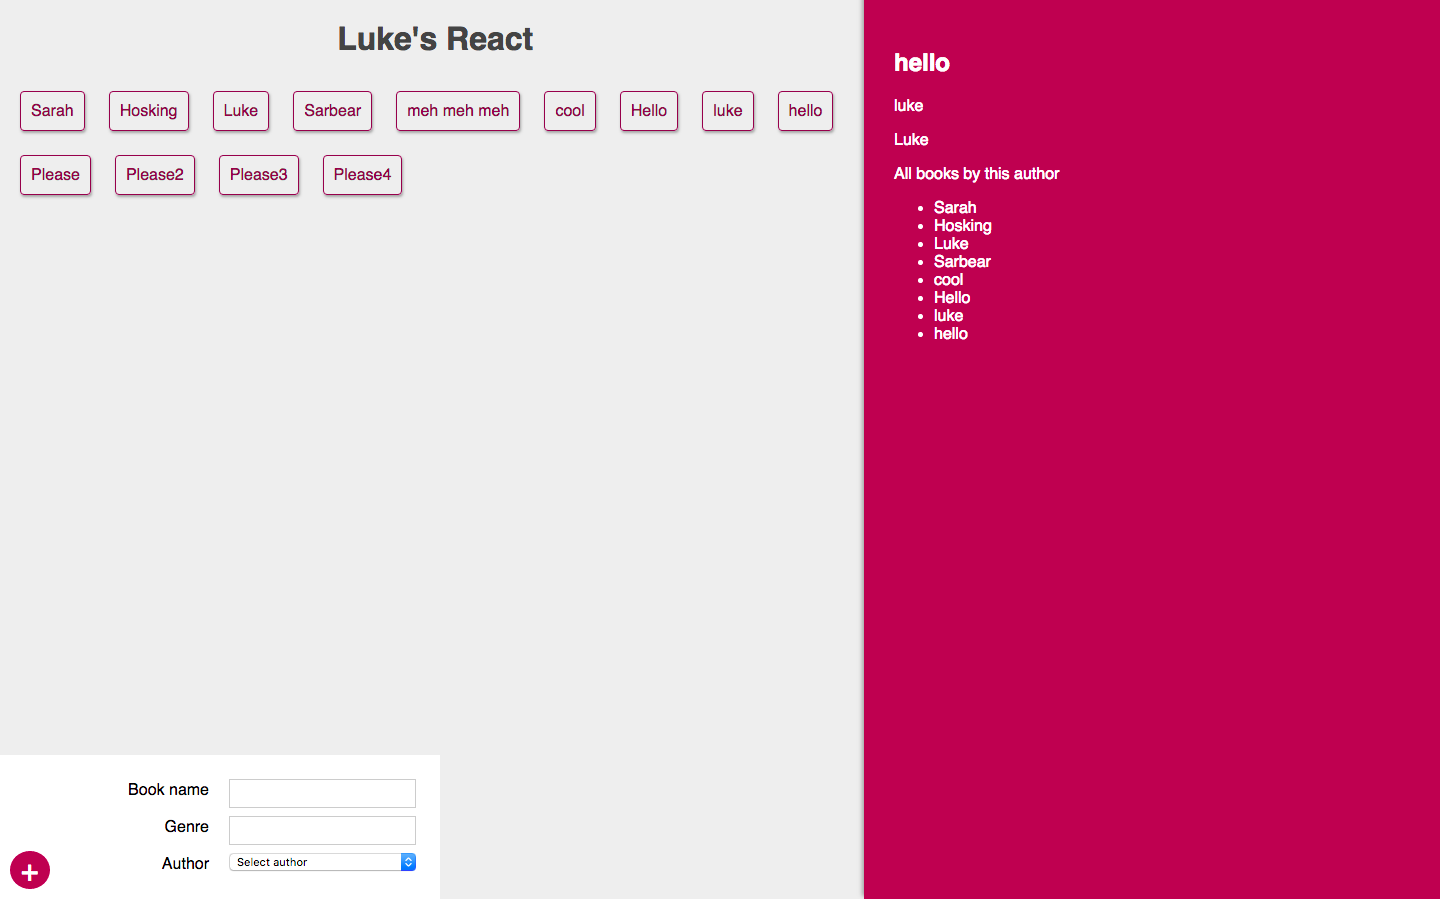 Luke's React
Sarah Hosking Luke Sarbear meh meh meh cool Hello luke hello
Please Please2 Please3 Please4
hello
luke
Luke
All books by this author
Sarah
Hosking
Luke
Sarbear
cool
Hello
luke
hello
Book name
Genre
Author Select author
+